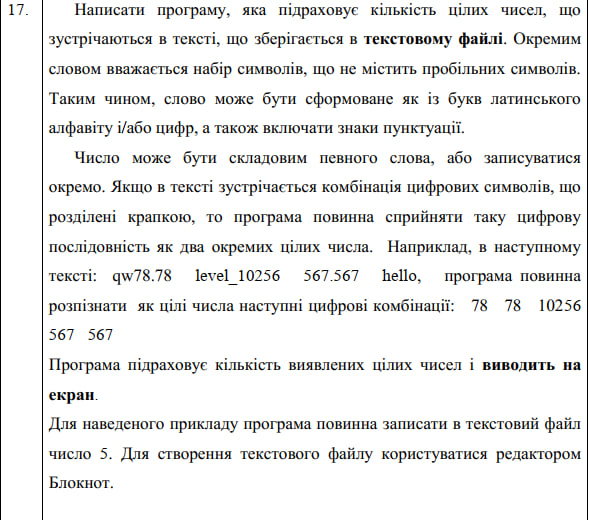 17. Написати програму, яка підраховує кількість цілих чисел, що
зустрічаються в тексті, що зберігається в текстовому файлі. Окремим
словом вважається набір символів, що не містить пробільних символів.
Таким чином, слово може бути сформоване як із букв латинського
алфавіту і/або цифр, а також включати знаки пунктуації.
Число може бути складовим певного слова, або записуватися
окремо. Якщо в тексті зустрічається комбінація цифрових символів, що
розділені крапкою, то програма повинна сприйняти таку цифрову
послідовність як два окремих цілих числа. Наприклад, в наступному
тексті: qw78.78 level_10256 567.567 hello, програма повинна
розпізнати як цілі числа наступні цифрові комбінації: 78 78 10256
567 567
Програма підраховує кількість виявлених цілих чисел і виводить на
екран.
Для наведеного прикладу програма повинна записати в текстовий файл
число 5. Для створення текстового файлу користуватися редактором
Блокнот.